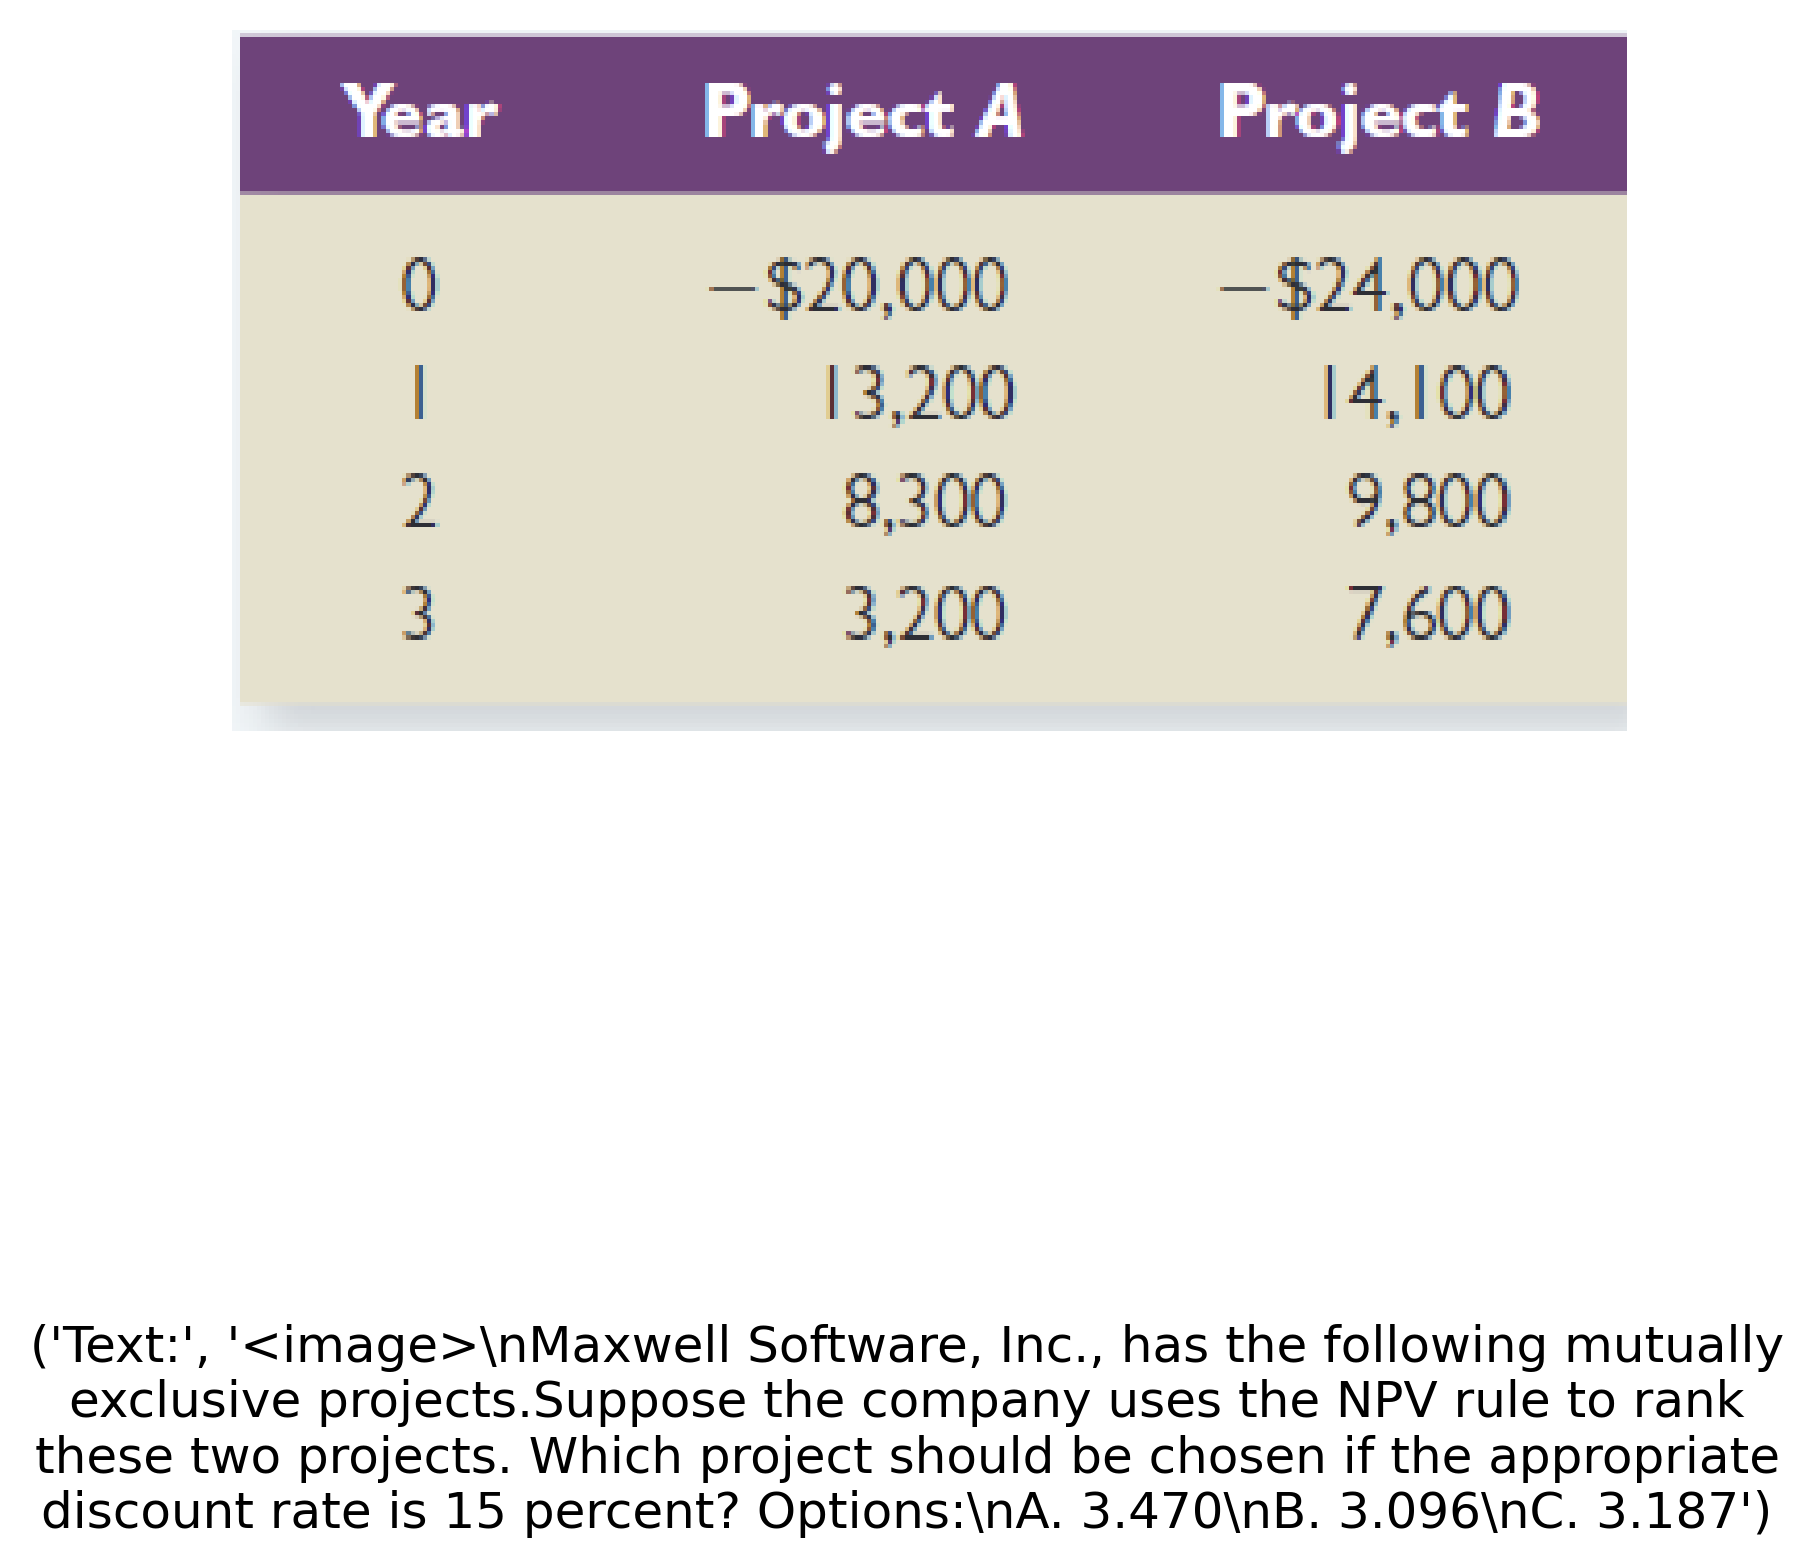 Year Project A Project B
0 −$20,000 −$24,000
1 13,200 14,100
2 8,300 9,800
3 3,200 7,600
('Text:', '<image>\nMaxwell Software, Inc., has the following mutually
exclusive projects.Suppose the company uses the NPV rule to rank
these two projects. Which project should be chosen if the appropriate
discount rate is 15 percent? Options:\nA. 3.470\nB. 3.096\nC. 3.187')